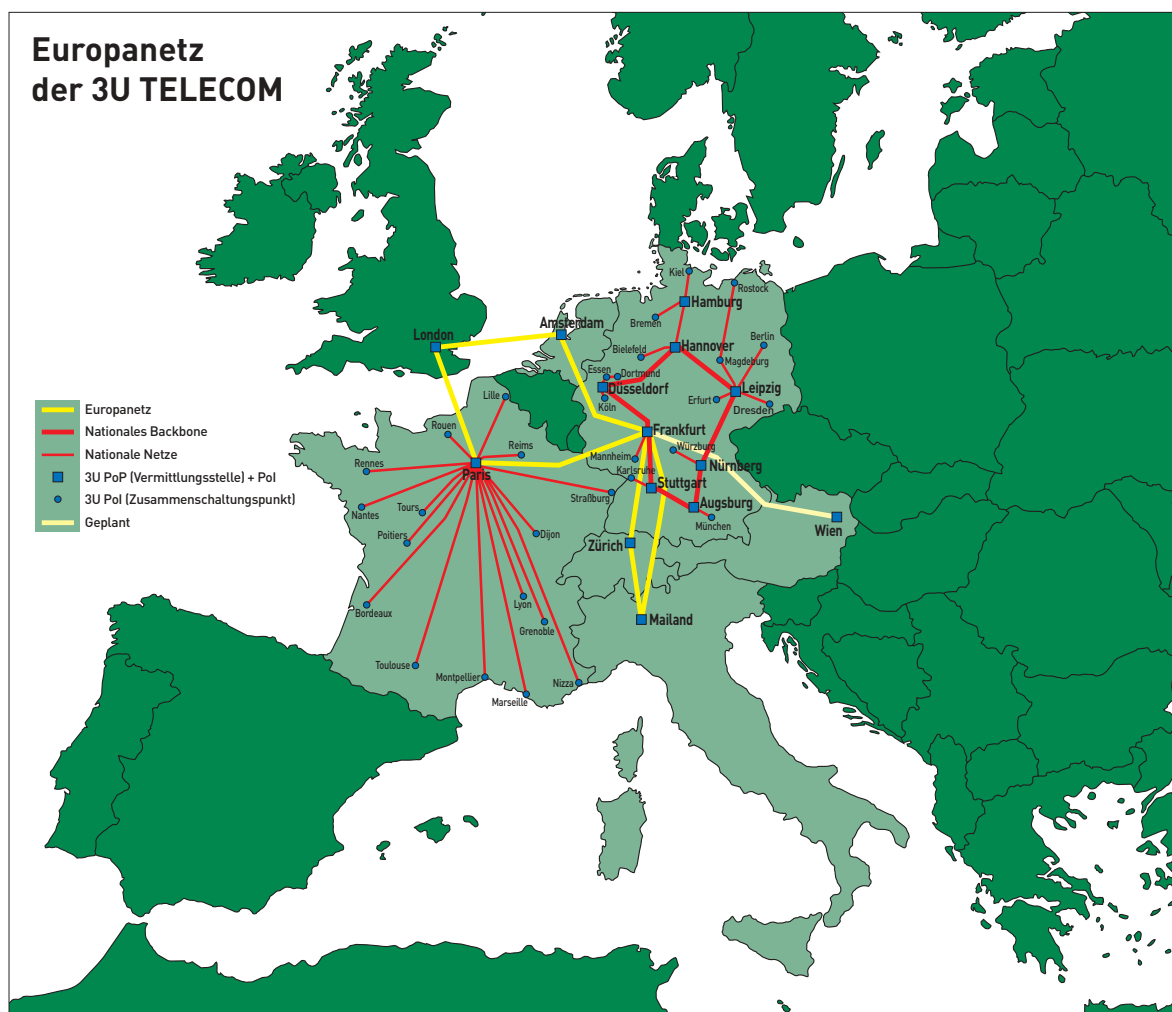 Europanetz
der 3U TELECOM
Europanetz
Nationales Backbone
Nationale Netze
3U PoP (Vermittlungsstelle) + PoI
3U PoI (Zusammenschaltungspunkt)
Geplant
Kiel
Rostock
Hamburg
Bremen
Amsterdam
London
Berlin
Hannover
Bielefeld
Magdeburg
Essen
Dortmund
Düsseldorf
Leipzig
Köln
Erfurt
Dresden
Lille
Rouen
Frankfurt
Reims
Würzburg
Mannheim
Rennes
Paris
Nürnberg
Karlsruhe
Stuttgart
Straßburg
Augsburg
Nantes
Tours
München
Wien
Poitiers
Dijon
Zürich
Lyon
Bordeaux
Mailand
Grenoble
Toulouse
Montpellier
Nizza
Marseille